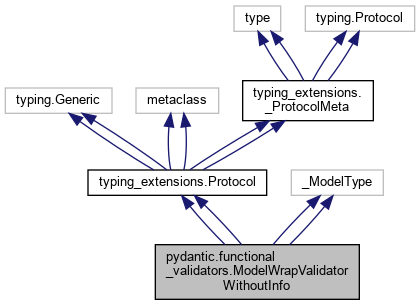 type
typing.Protocol
typing.Generic
metaclass
typing_extensions.
_ProtocolMeta
typing_extensions.Protocol
_ModelType
pydantic.functional
_validators.ModelWrapValidator
WithoutInfo